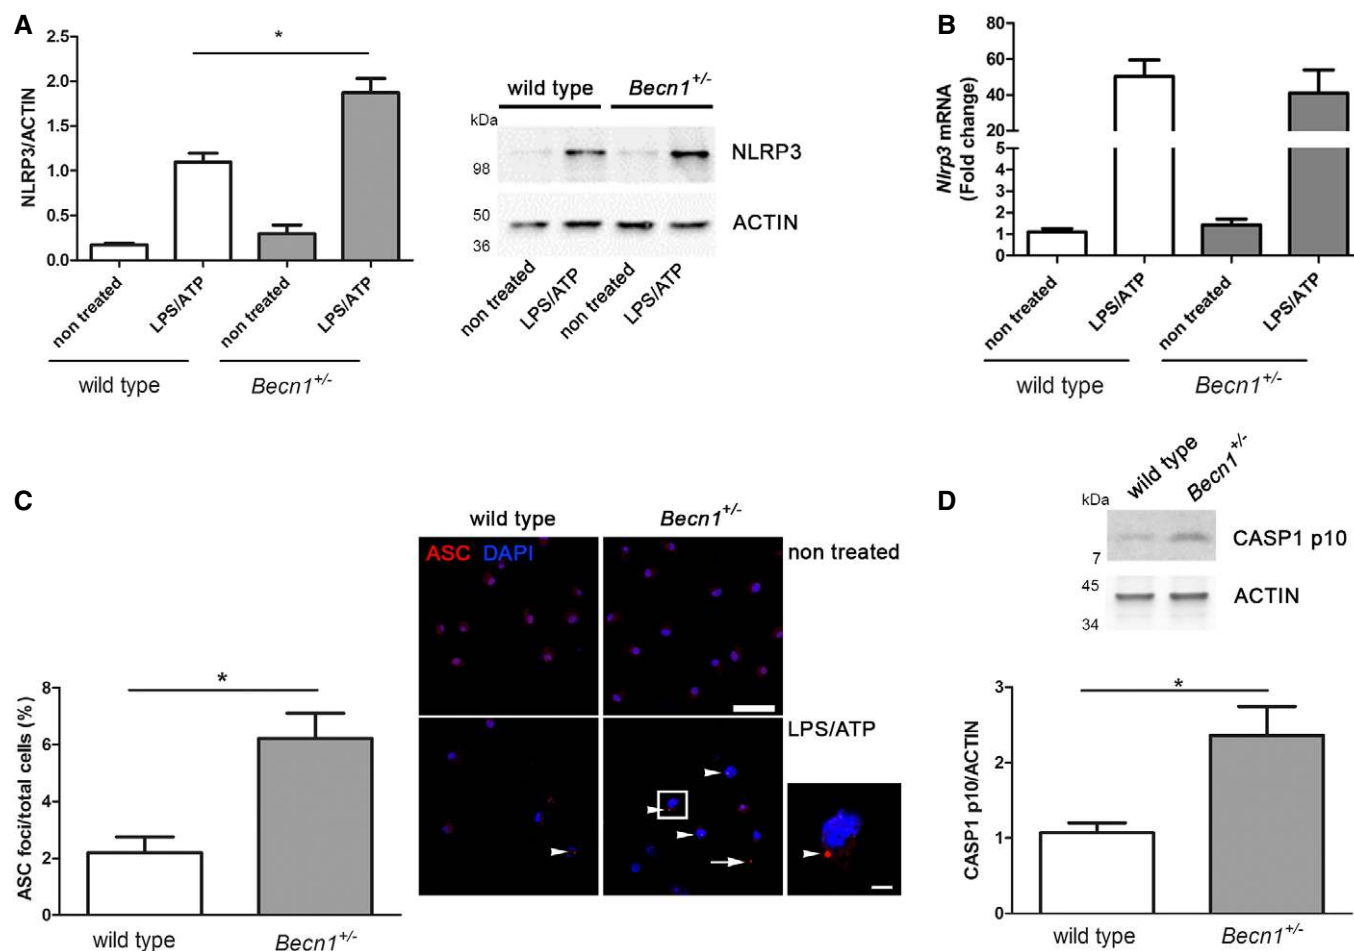 A
2.5
2.0
1.5
1.0
0.5
0.0
NLRP3/ACTIN
*
non treated
LPS/ATP
non treated
LPS/ATP
wild type
Becn1+/-
wild type
Becn1+/-
kDa
98
NLRP3
50
36
ACTIN
non treated
LPS/ATP
non treated
LPS/ATP
B
80
60
40
20
5
4
3
2
1
0
Nlrp3 mRNA
(Fold change)
non treated
LPS/ATP
non treated
LPS/ATP
wild type
Becn1+/-
C
8
6
4
2
0
ASC foci/total cells (%)
*
wild type
Becn1+/-
wild type
Becn1+/-
ASC DAPI
non treated
LPS/ATP
D
wild type
Becn1+/-
kDa
7
CASP1 p10
45
34
ACTIN
3
2
1
0
CASP1 p10/ACTIN
*
wild type
Becn1+/-